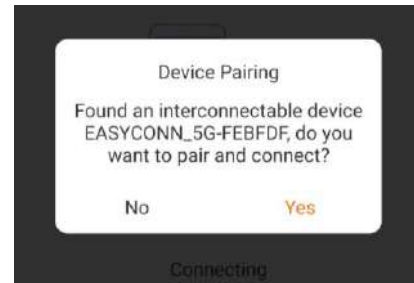 Device Pairing
Found an interconnectable device
EASYCONN_5G-FEBFDF, do you
want to pair and connect?
No Yes
Connecting